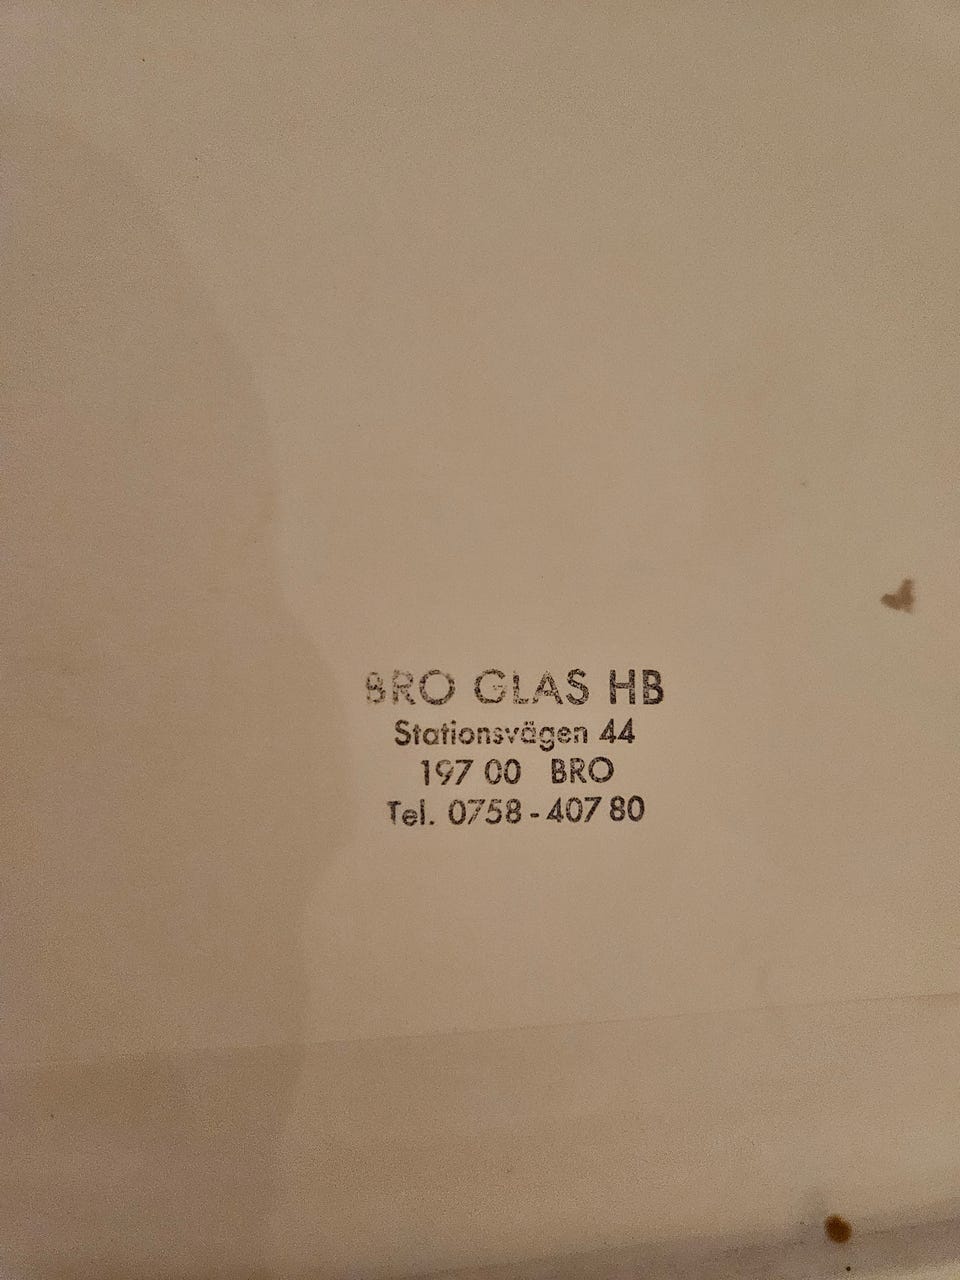 BRO GLAS HB
Stationsvägen 44
197 00 BRO
Tel. 0758-407 80